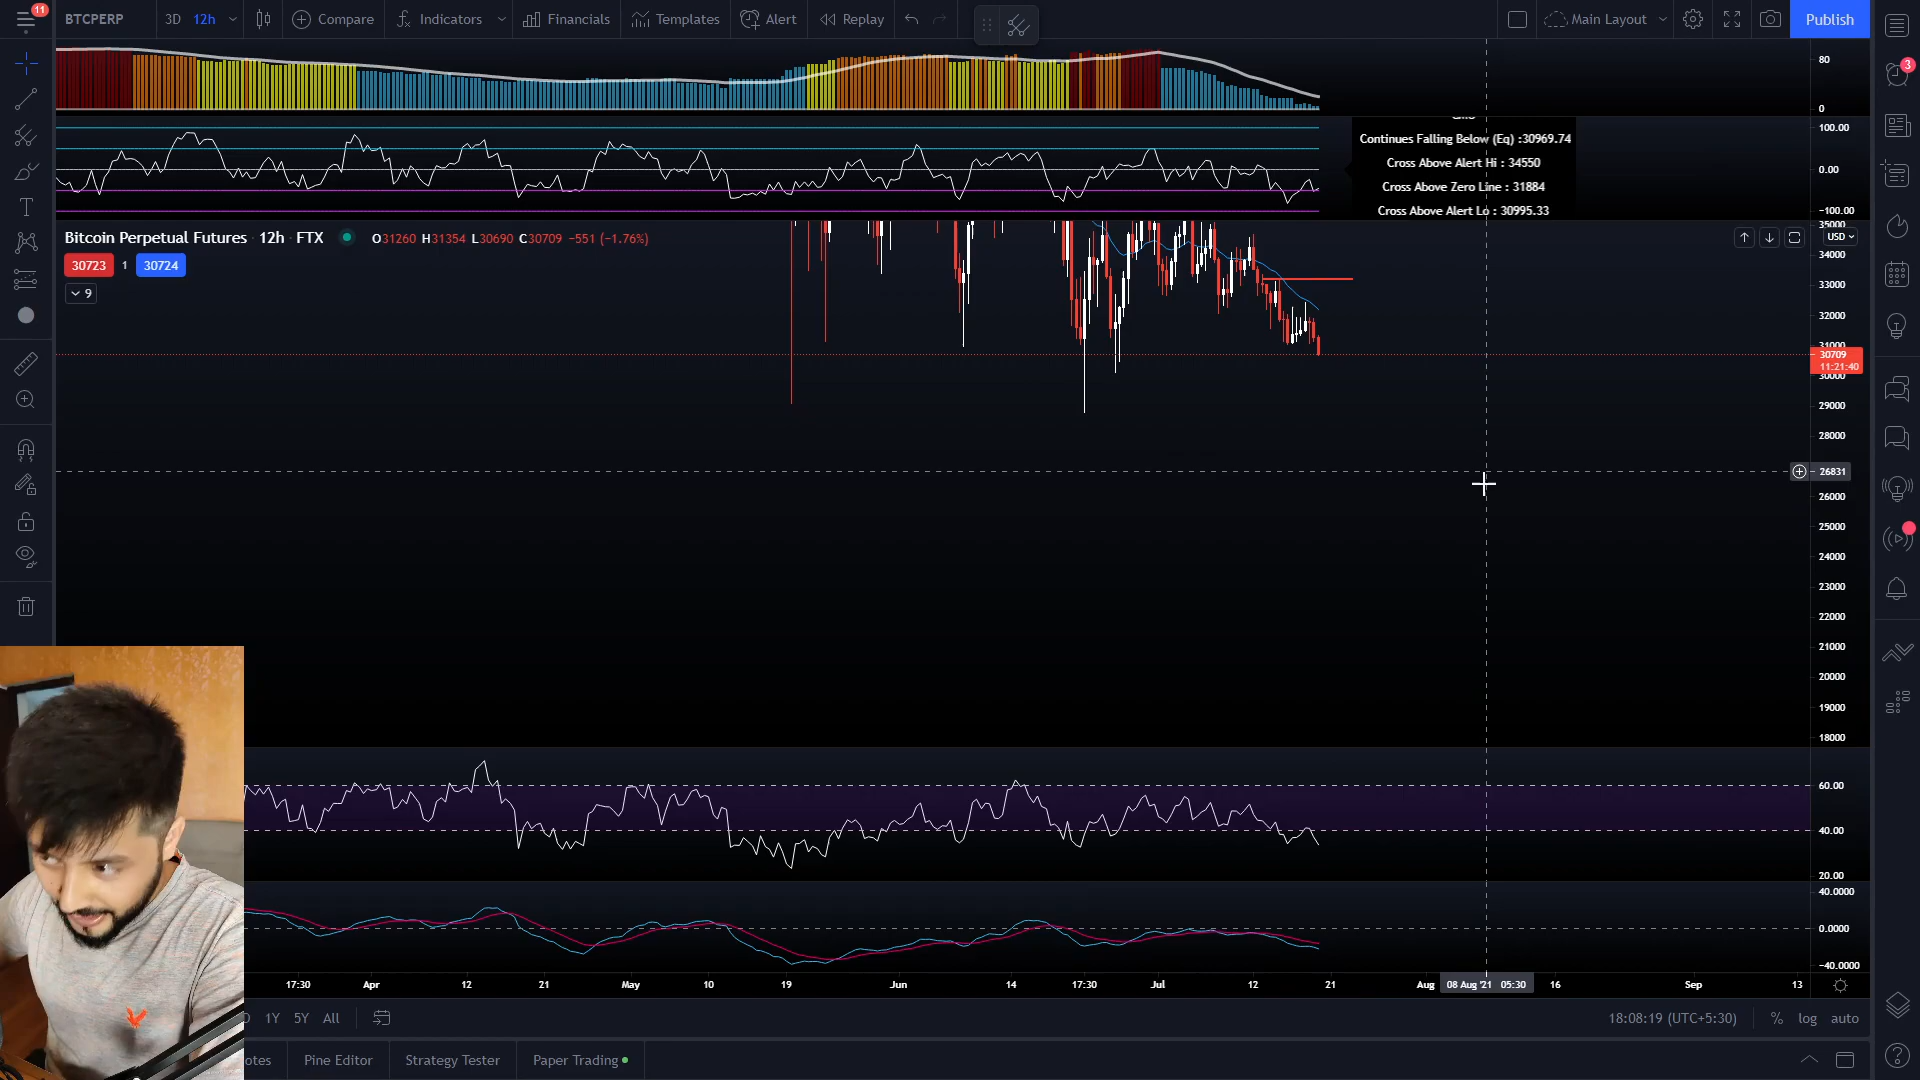 11
BTCPERP
3D 12h
Compare
Indicators
Financials
Templates
Alert
Replay
Main Layout
Publish
80
0
3
100.00
0.00
−100.00
Continues Falling Below (Eq) :30969.74
Cross Above Alert Hi : 34550
Cross Above Zero Line : 31884
Cross Above Alert Lo : 30995.33
Bitcoin Perpetual Futures · 12h · FTX O31260 H31354 L30690 C30709 −551 (−1.76%)
30723 1 30724
9
USD
35000
34000
33000
32000
31000
30709
11:21:40
30000
29000
28000
26831
26000
25000
24000
23000
22000
21000
20000
19000
18000
60.00
40.00
20.00
40.0000
0.0000
−40.0000
17:30 Apr 12 21 May 10 19 Jun 14 17:30 Jul 12 21 Aug 08 Aug '21 05:30 16 Sep 13
1Y 5Y All
18:08:19 (UTC+5:30) % log auto
otes Pine Editor Strategy Tester Paper Trading